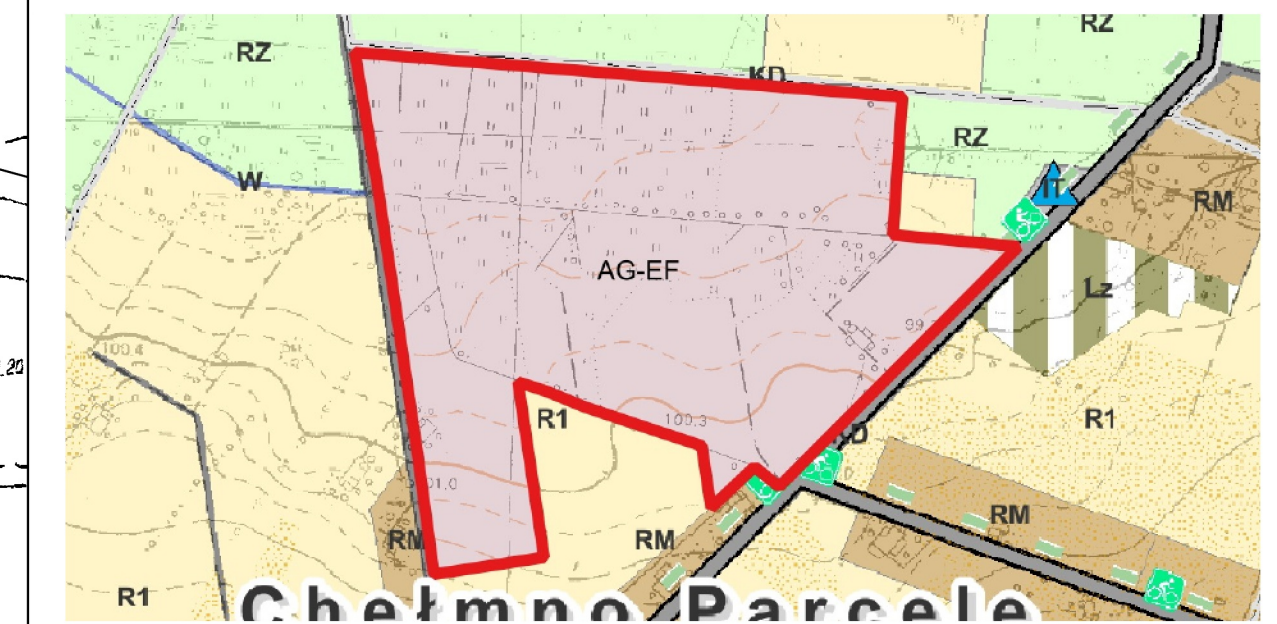 RZ
RZ
KD
RZ
IT
W
RM
AG-EF
Lz
99.
100.4
20
R1
100.3
R1
RM
RM
RM
R1
Chełmno Parcele